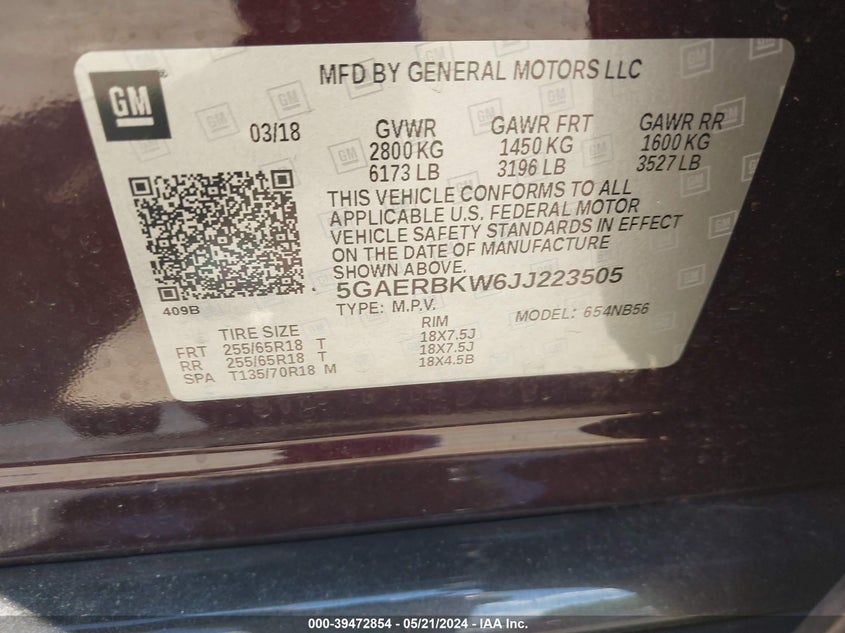 GM
MFD BY GENERAL MOTORS LLC
03/18 GVWR GAWR FRT GAWR RR
2800 KG 1450 KG 1600 KG
6173 LB 3196 LB 3527 LB
THIS VEHICLE CONFORMS TO ALL
APPLICABLE U.S. FEDERAL MOTOR
VEHICLE SAFETY STANDARDS IN EFFECT
ON THE DATE OF MANUFACTURE
SHOWN ABOVE.
5GAERBKW6JJ223505
409B
TYPE: M.P.V. MODEL: 654NB56
TIRE SIZE RIM
FRT 255/65R18 T 18X7.5J
RR 255/65R18 T 18X7.5J
SPA T135/70R18 M 18X4.5B
000-39472854 / 05/21/2024 / IAA Inc.